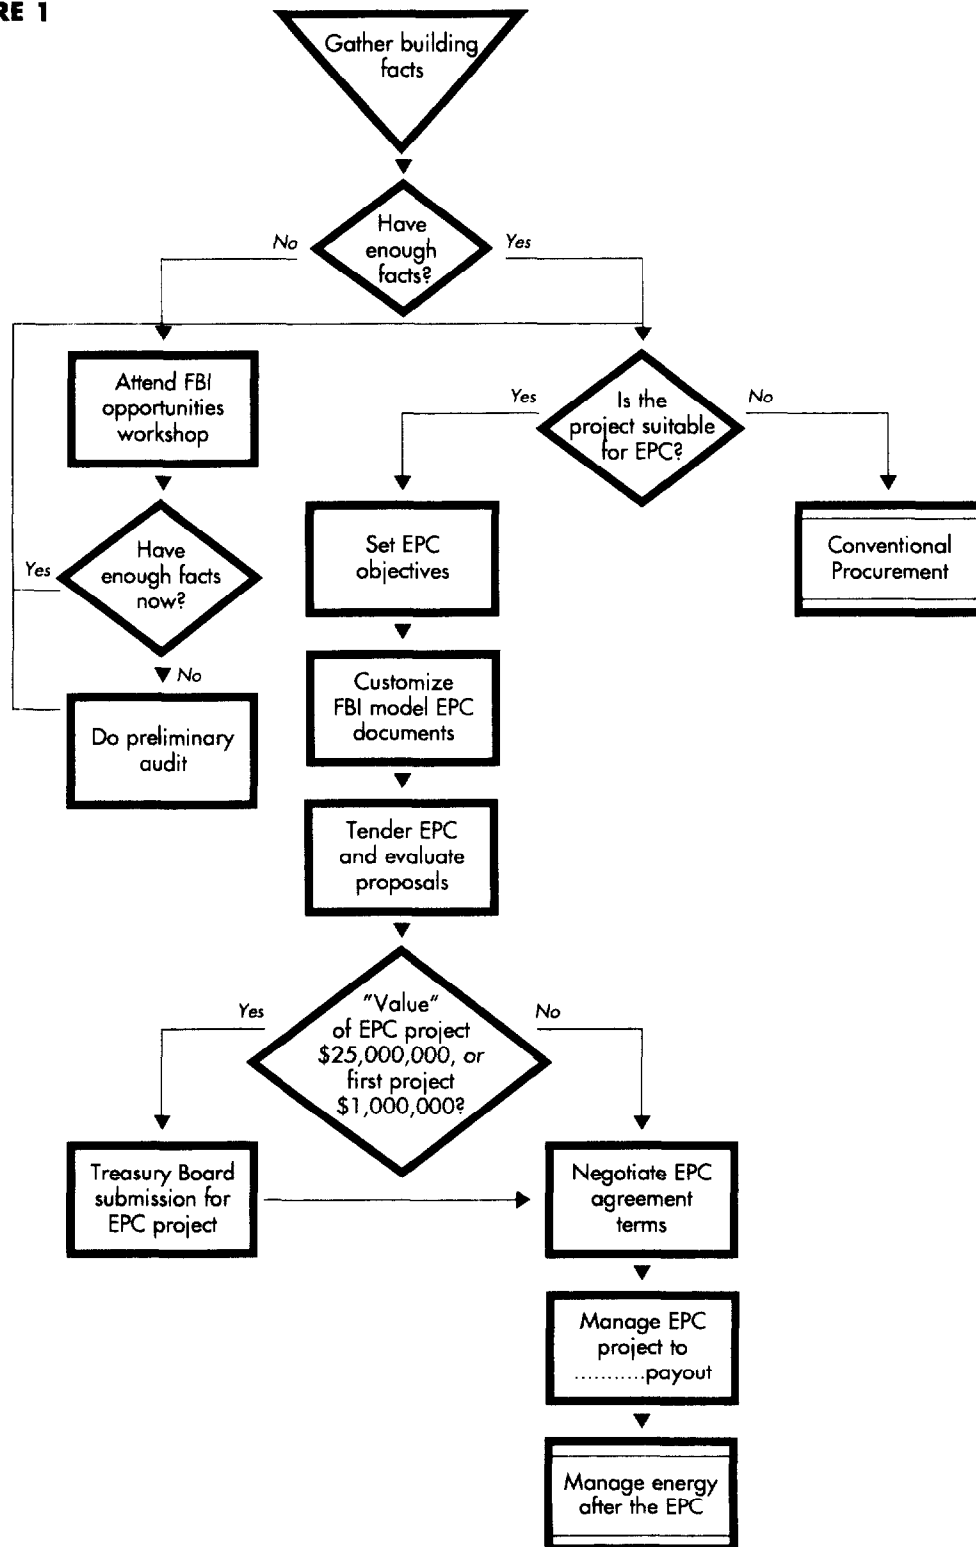 RE 1
Gather building
facts
Have
enough
facts?
No
Yes
Attend FBI
opportunities
workshop
Is the
project suitable
for EPC?
Yes
No
Have
enough facts
now?
Yes
No
Set EPC
objectives
Conventional
Procurement
Customize
FBI model EPC
documents
Do preliminary
audit
Tender EPC
and evaluate
proposals
"Value"
of EPC project
$25,000,000, or
first project
$1,000,000?
Yes
No
Treasury Board
submission for
EPC project
Negotiate EPC
agreement
terms
Manage EPC
project to
...........payout
Manage energy
after the EPC